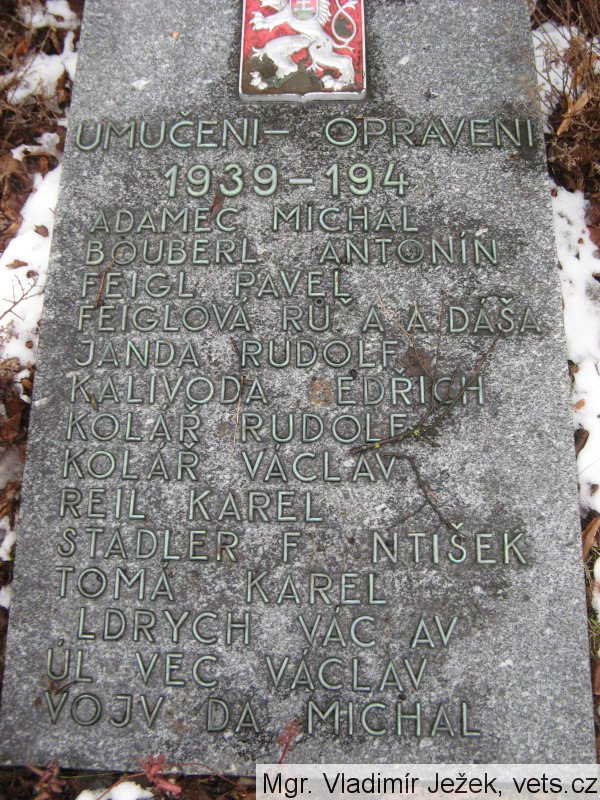 UMUČENI – OPRAVENI
1939–194
ADAMEC MICHAL
BOUBERL ANTONÍN
FEIGL PAVEL
FEIGLOVÁ RŮ A A DÁŠA
JANDA RUDOLF
KALIVODA EDŘICH
KOLÁŘ RUDOLF
KOLÁŘ VÁCLAV
REIL KAREL
STADLER F NTIŠEK
TOMÁ KAREL
LDRYCH VÁC AV
ÚL VEC VÁCLAV
VOJV DA MICHAL
Mgr. Vladimír Ježek, vets.cz